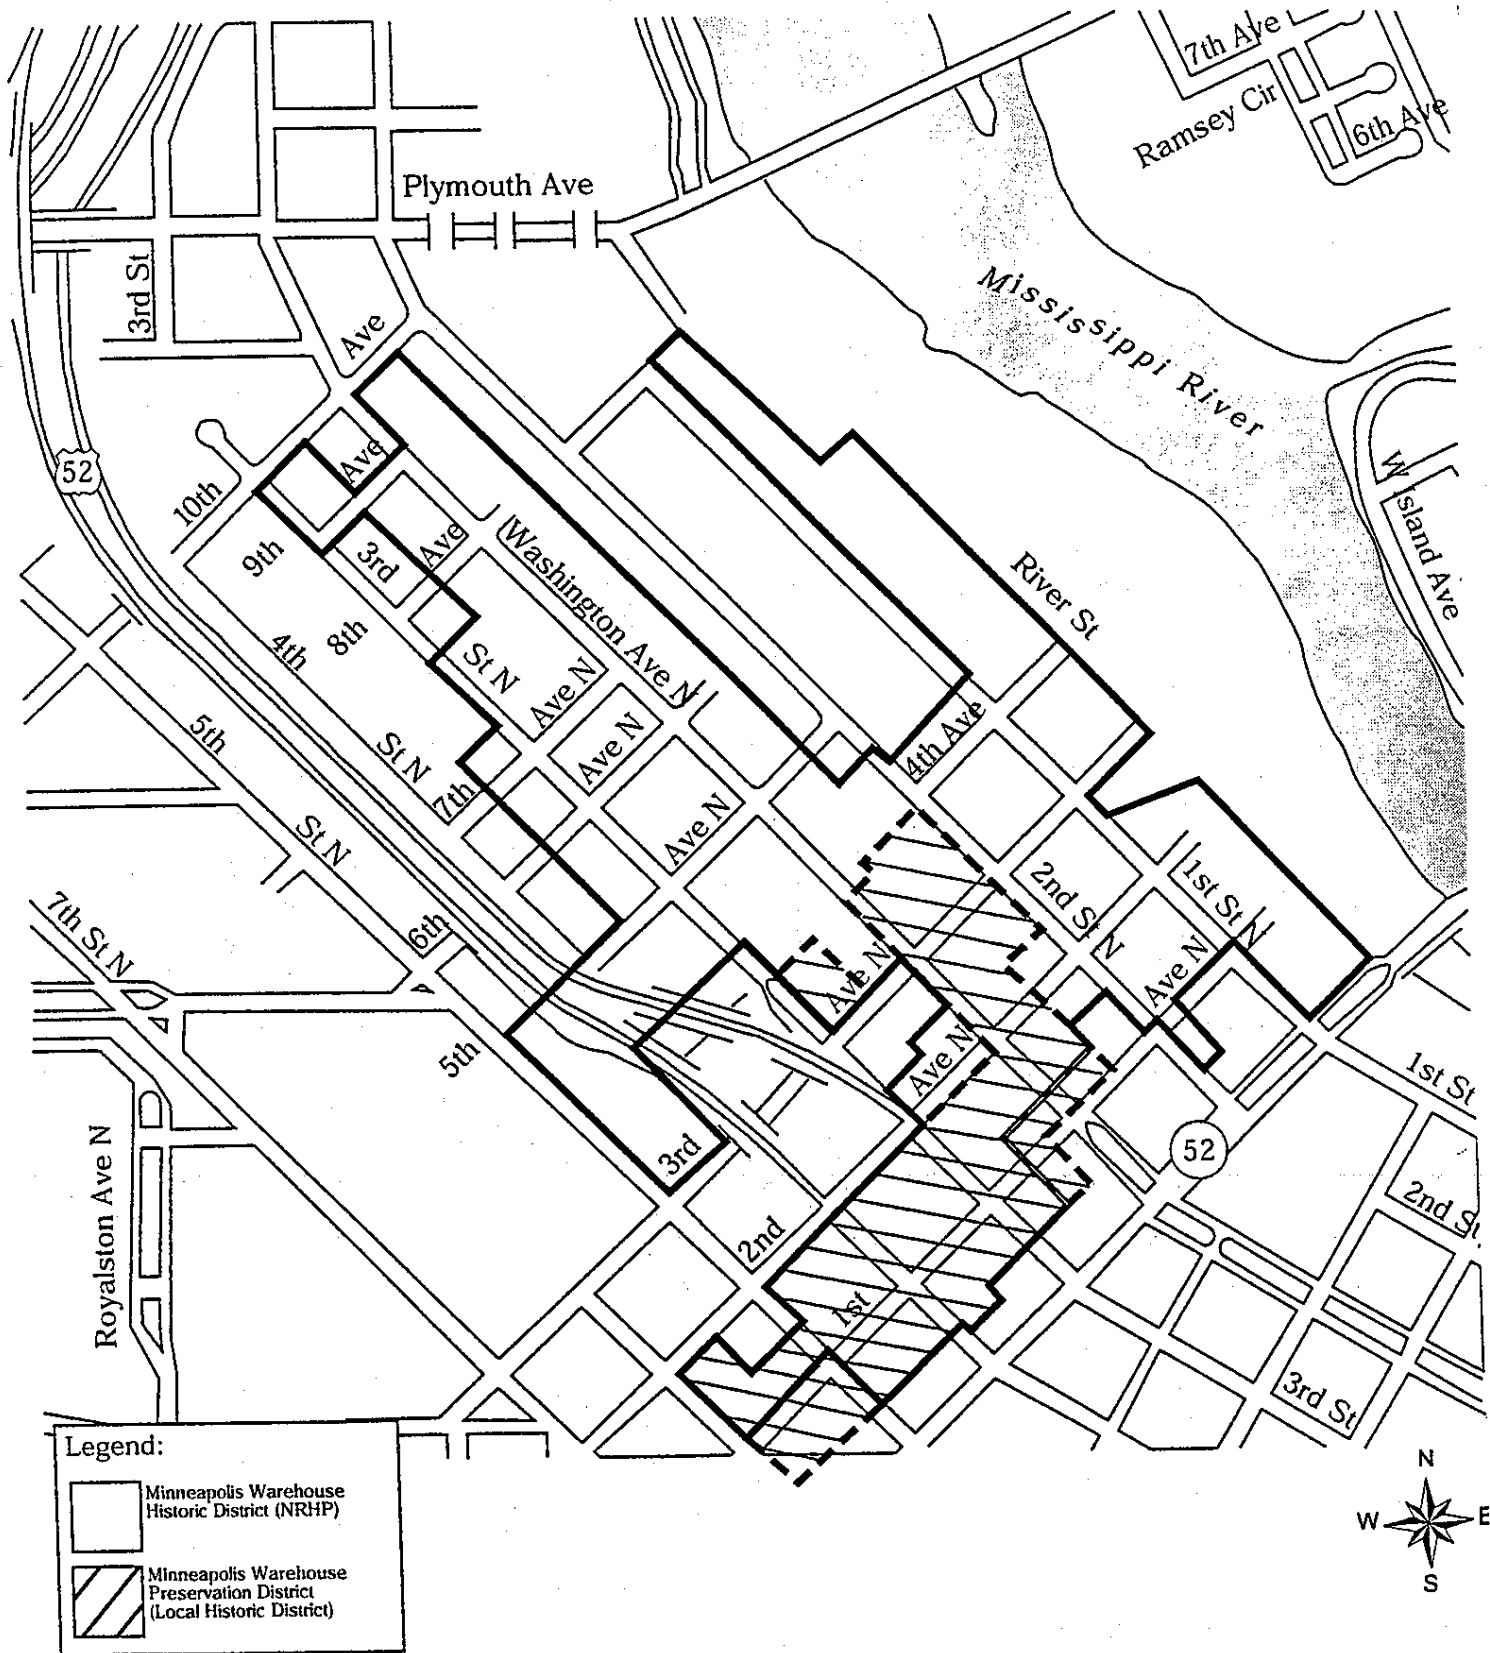 7th Ave
Ramsey Cir
6th Ave
Plymouth Ave
3rd St
Ave
Mississippi River
52
10th
Ave
W Island Ave
9th
3rd
Ave
Washington Ave N
River St
4th
8th
St N
Ave N
5th
St N
Ave N
4th Ave
7th
St N
Ave N
2nd St N
1st St N
7th St N
6th
Ave N
Ave N
5th
Ave N
1st St
52
3rd
2nd St
2nd
Royalston Ave N
1st
3rd St
Legend:
Minneapolis Warehouse
Historic District (NRHP)
Minneapolis Warehouse
Preservation District
(Local Historic District)
N
W
E
S